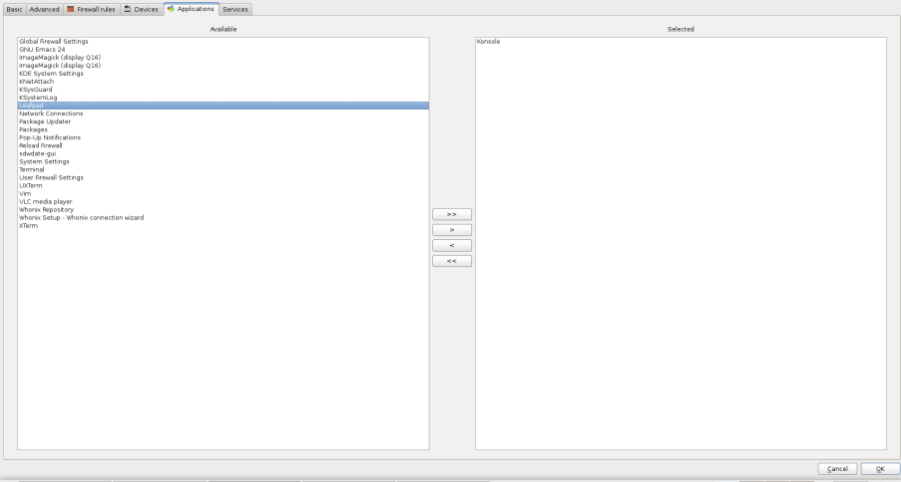 Basic Advanced Firewall rules Devices Applications Services
Available
Selected
Global Firewall Settings
GNU Emacs 24
ImageMagick (display Q16)
ImageMagick (display Q16)
KDE System Settings
KNetAttach
KSysGuard
KSystemLog
Leafpad
Network Connections
Package Updater
Packages
Pop-Up Notifications
Reload Firewall
sdwdate-gui
System Settings
Terminal
User Firewall Settings
UXTerm
Vim
VLC media player
Whonix Repository
Whonix Setup - Whonix connection wizard
XTerm
>>
>
<
<<
Konsole
Cancel OK